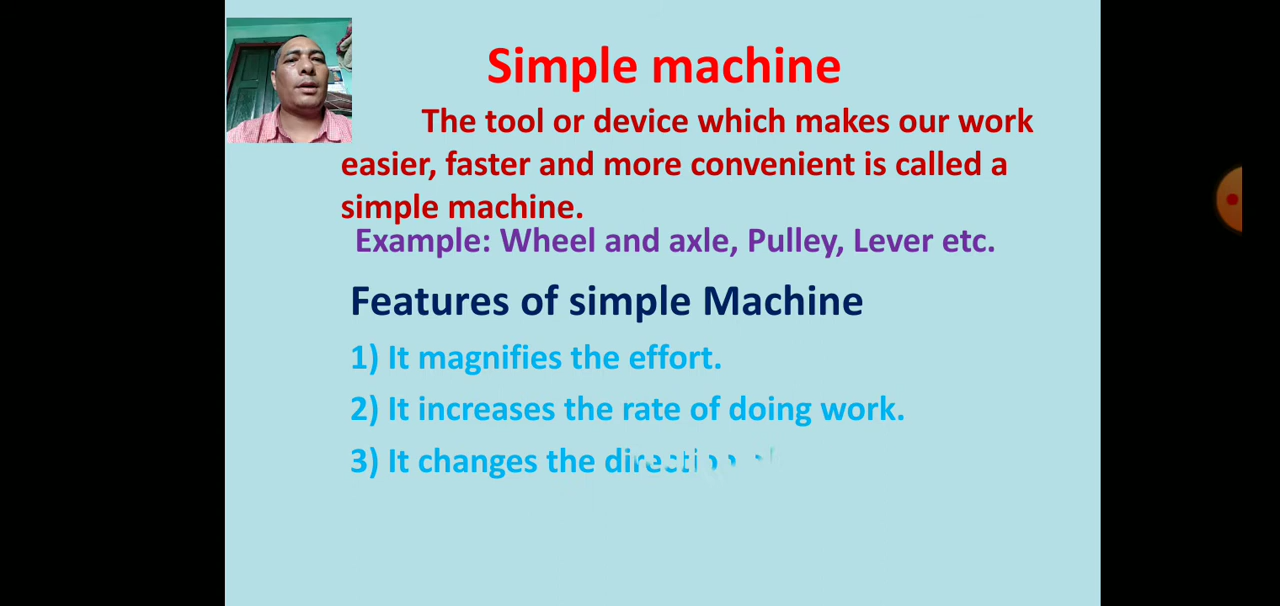 Simple machine
The tool or device which makes our work
easier, faster and more convenient is called a
simple machine.
Example: Wheel and axle, Pulley, Lever etc.
Features of simple Machine
1) It magnifies the effort.
2) It increases the rate of doing work.
3) It changes the direction